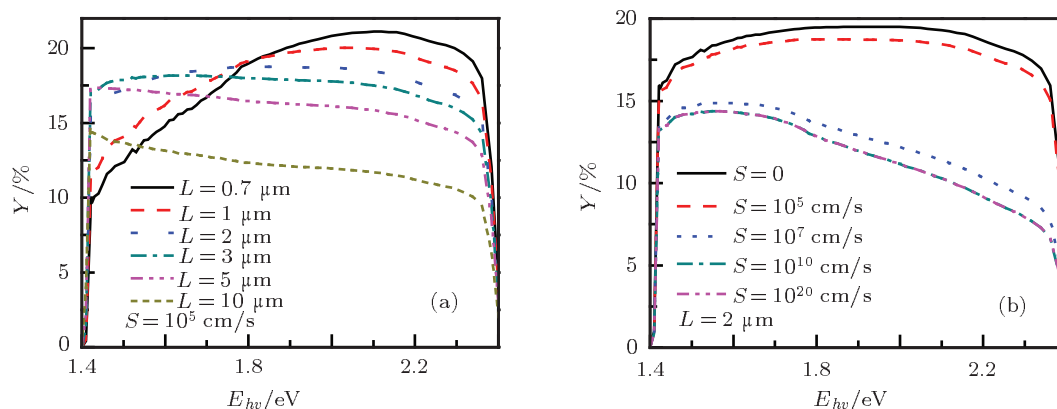 20
15
10
5
0
Y/%
L = 0.7 μm
L = 1 μm
L = 2 μm
L = 3 μm
L = 5 μm
L = 10 μm
S = 10⁵ cm/s
(a)
1.4
1.8
2.2
E_hν/eV
20
15
10
5
0
Y/%
S = 0
S = 10⁵ cm/s
S = 10⁷ cm/s
S = 10¹⁰ cm/s
S = 10²⁰ cm/s
L = 2 μm
(b)
1.4
1.8
2.2
E_hν/eV